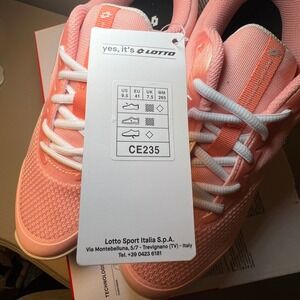 yes, it's LOTTO
US EU UK MM
9.5 41 7.5 265
CE235
Lotto Sport Italia S.p.A.
Via Montebelluna, 5/7 - Trevignano (TV) - Italy
Tel. +39 0423 6181
TECHNOLOGY